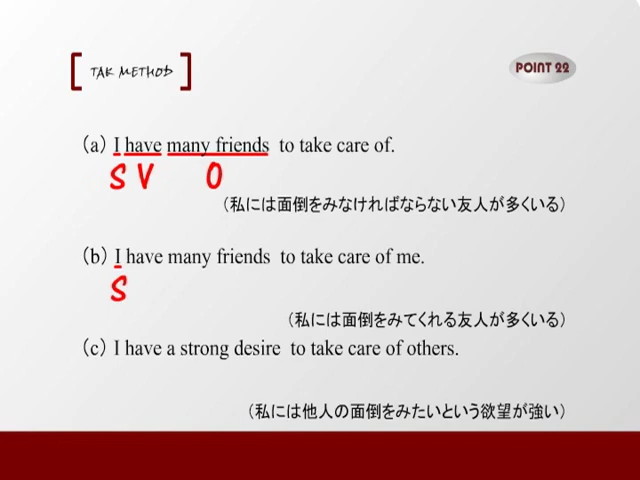 TAK METHOD
POINT 22
(a) I have many friends to take care of.
S V O
（私には面倒をみなければならない友人が多くいる）
(b) I have many friends to take care of me.
S
（私には面倒をみてくれる友人が多くいる）
(c) I have a strong desire to take care of others.
（私には他人の面倒をみたいという欲望が強い）